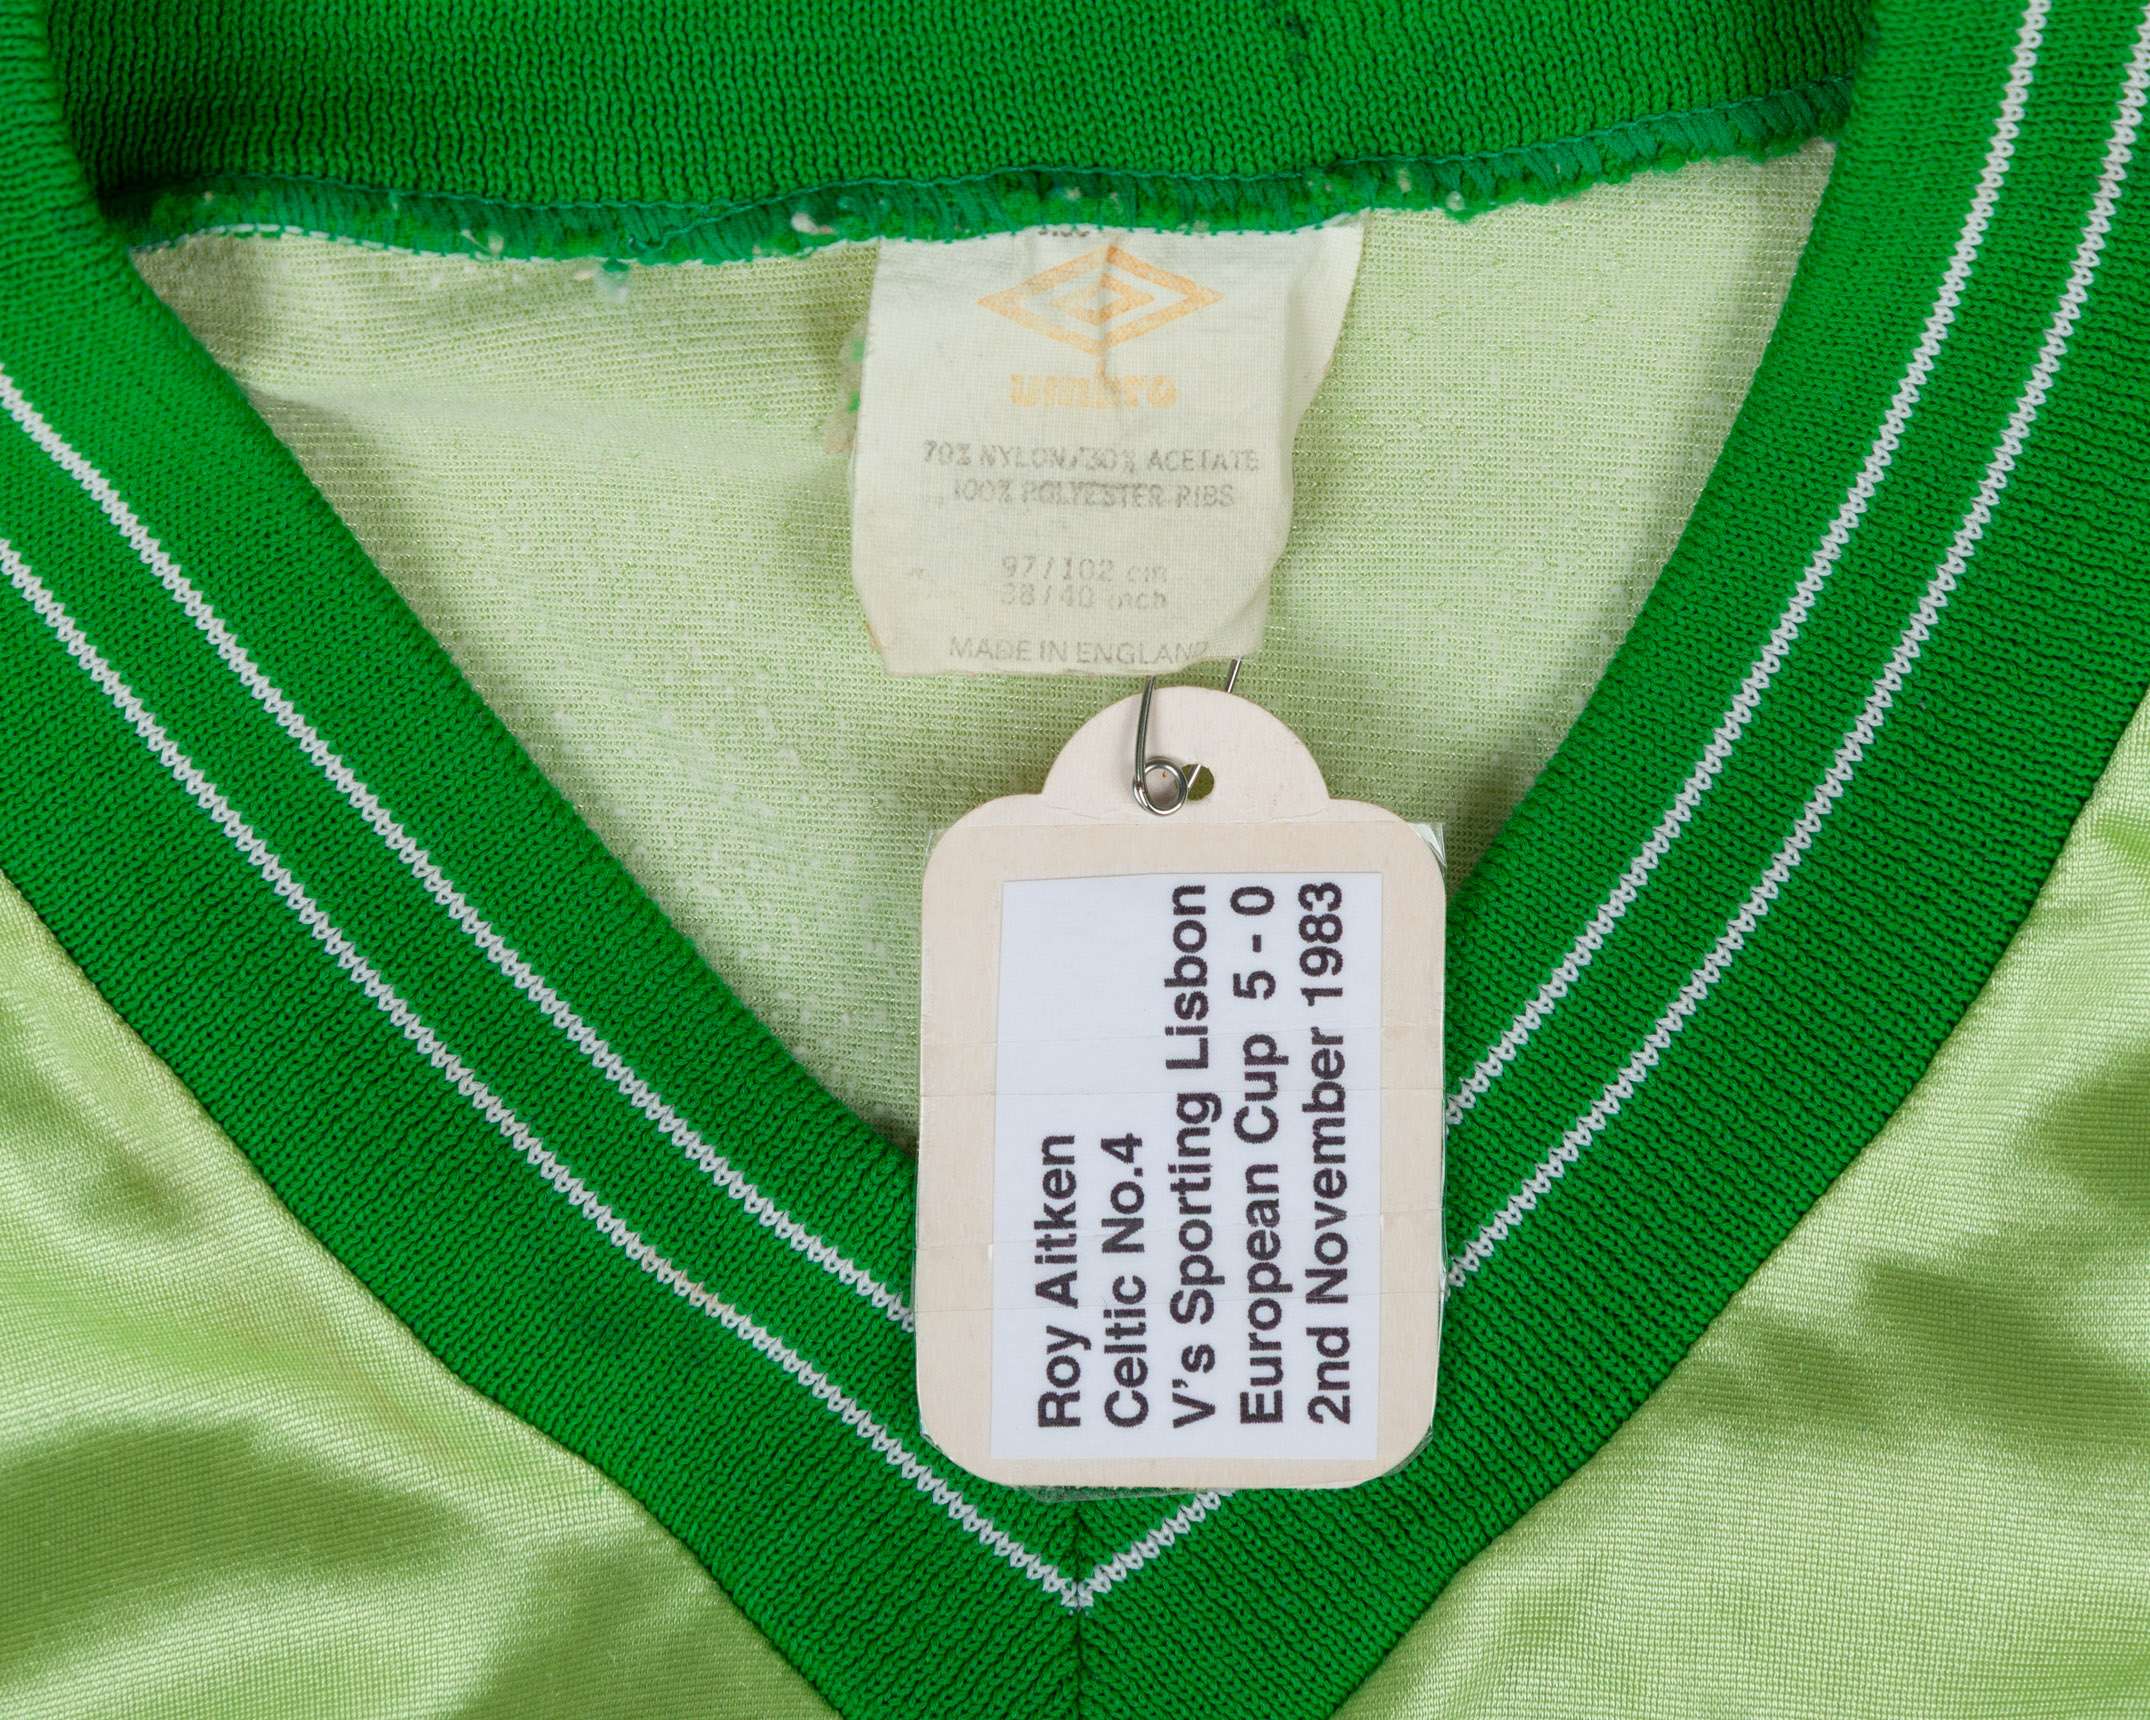 umbro
70% NYLON/30% ACETATE
100% POLYESTER RIBS
97/102 cm
38/40 inch
MADE IN ENGLAND
Roy Aitken
Celtic No.4
V's Sporting Lisbon
European Cup 5 - 0
2nd November 1983